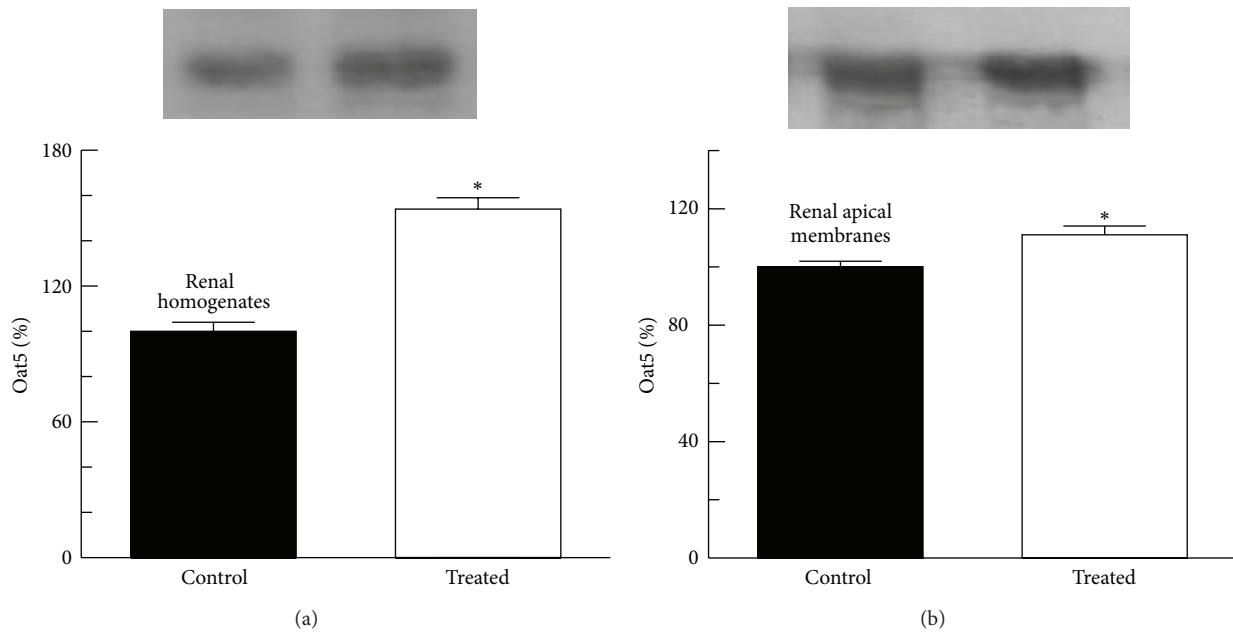 180
120
60
0
Oat5 (%)
Renal
homogenates
*
Control
Treated
(a)
120
80
40
0
Oat5 (%)
Renal apical
membranes
*
Control
Treated
(b)